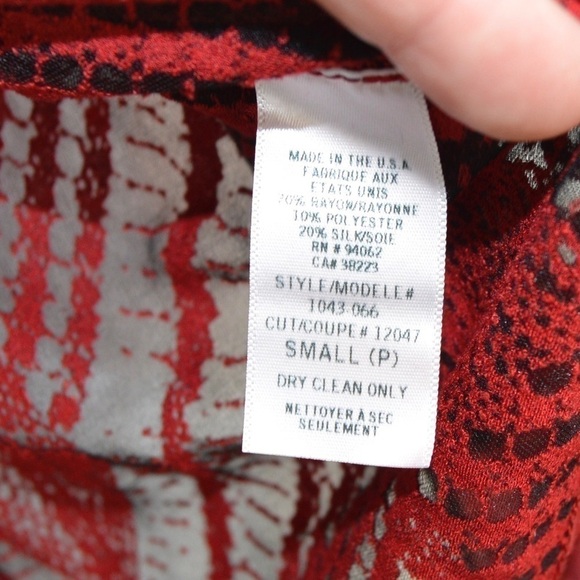 MADE IN THE U.S.A.
FABRIQUE AUX
ETATS UNIS
70% RAYON/RAYONNE
10% POLYESTER
20% SILK/SOIE
RN # 94062
CA# 38223
STYLE/MODELE#
1043-066
CUT/COUPE# 12047
SMALL (P)
DRY CLEAN ONLY
NETTOYER À SEC
SEULEMENT